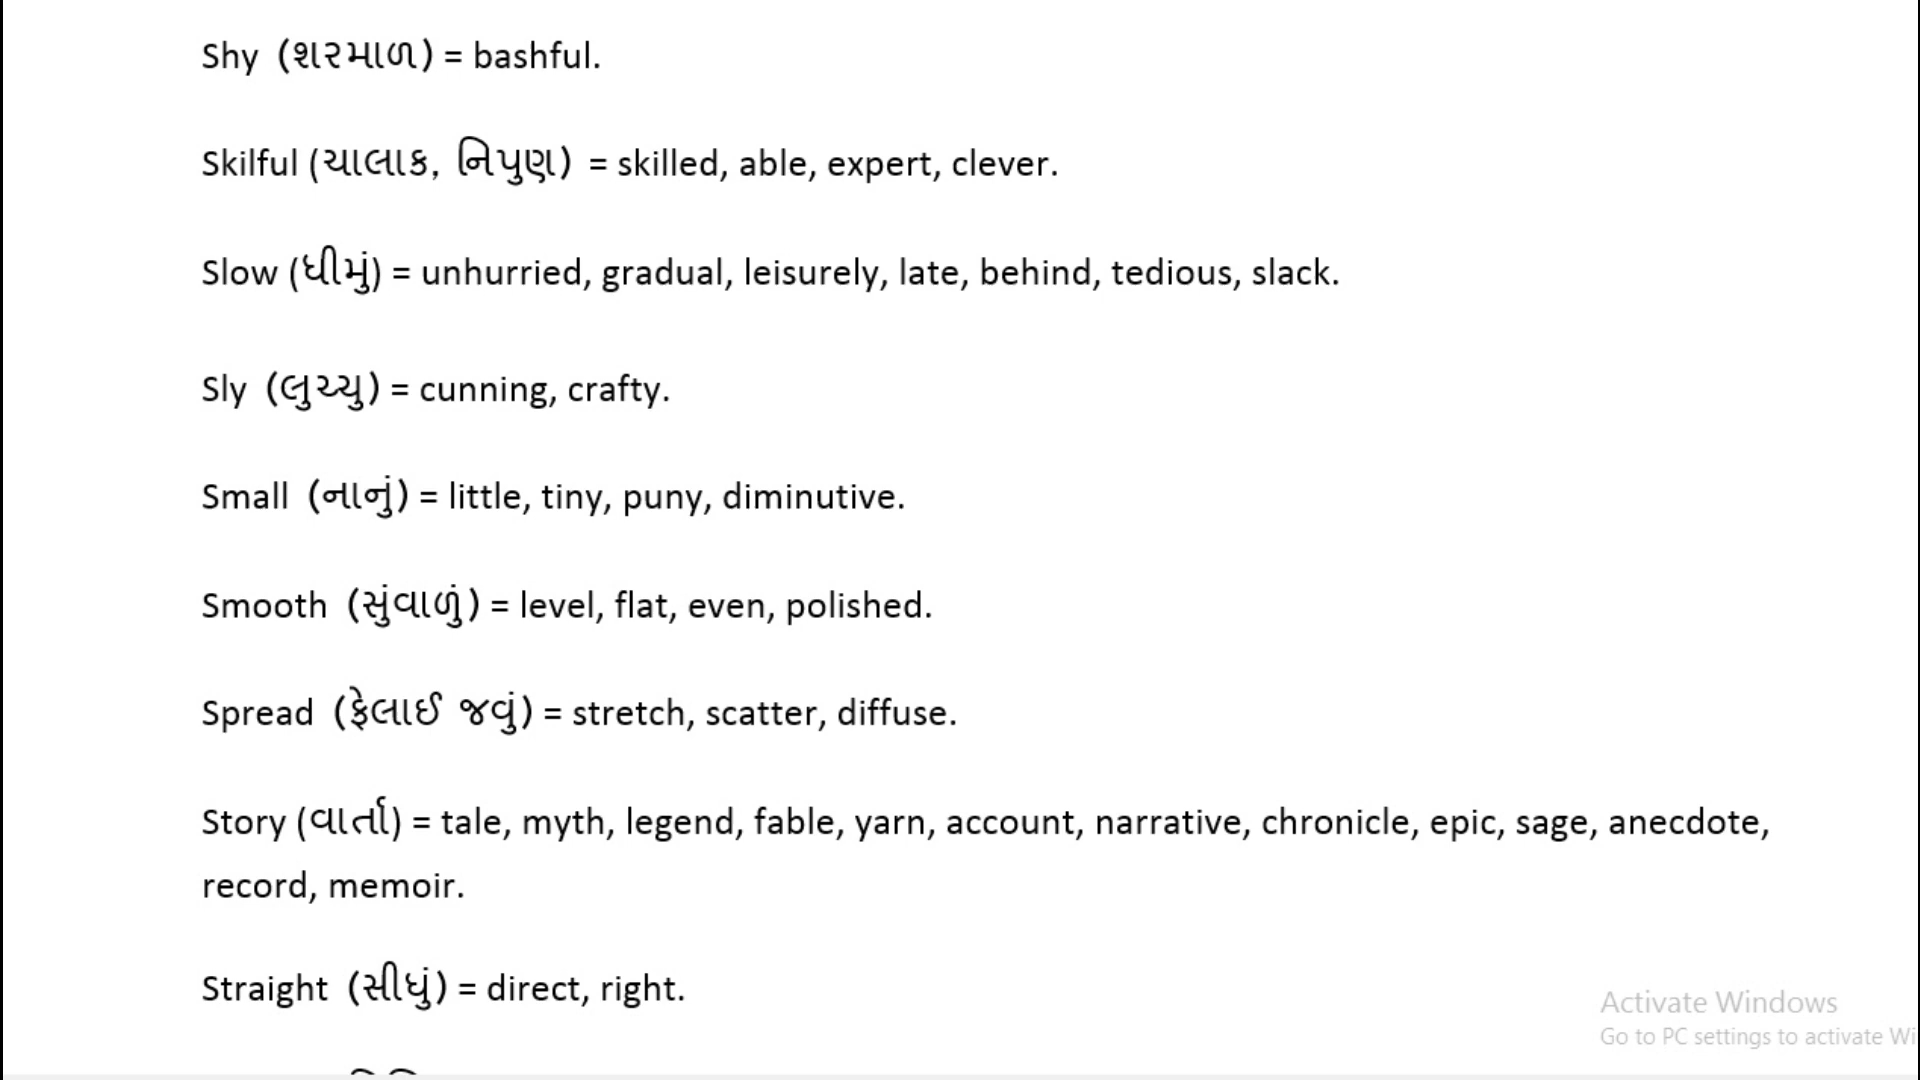 Shy (શરમાળ) = bashful.
Skilful (ચાલાક, નિપુણ) = skilled, able, expert, clever.
Slow (ધીમું) = unhurried, gradual, leisurely, late, behind, tedious, slack.
Sly (લુચ્ચુ) = cunning, crafty.
Small (નાનું) = little, tiny, puny, diminutive.
Smooth (સુંવાળું) = level, flat, even, polished.
Spread (ફેલાઈ જવું) = stretch, scatter, diffuse.
Story (વાર્તા) = tale, myth, legend, fable, yarn, account, narrative, chronicle, epic, sage, anecdote,
record, memoir.
Straight (સીધું) = direct, right.
Activate Windows
Go to PC settings to activate Wi